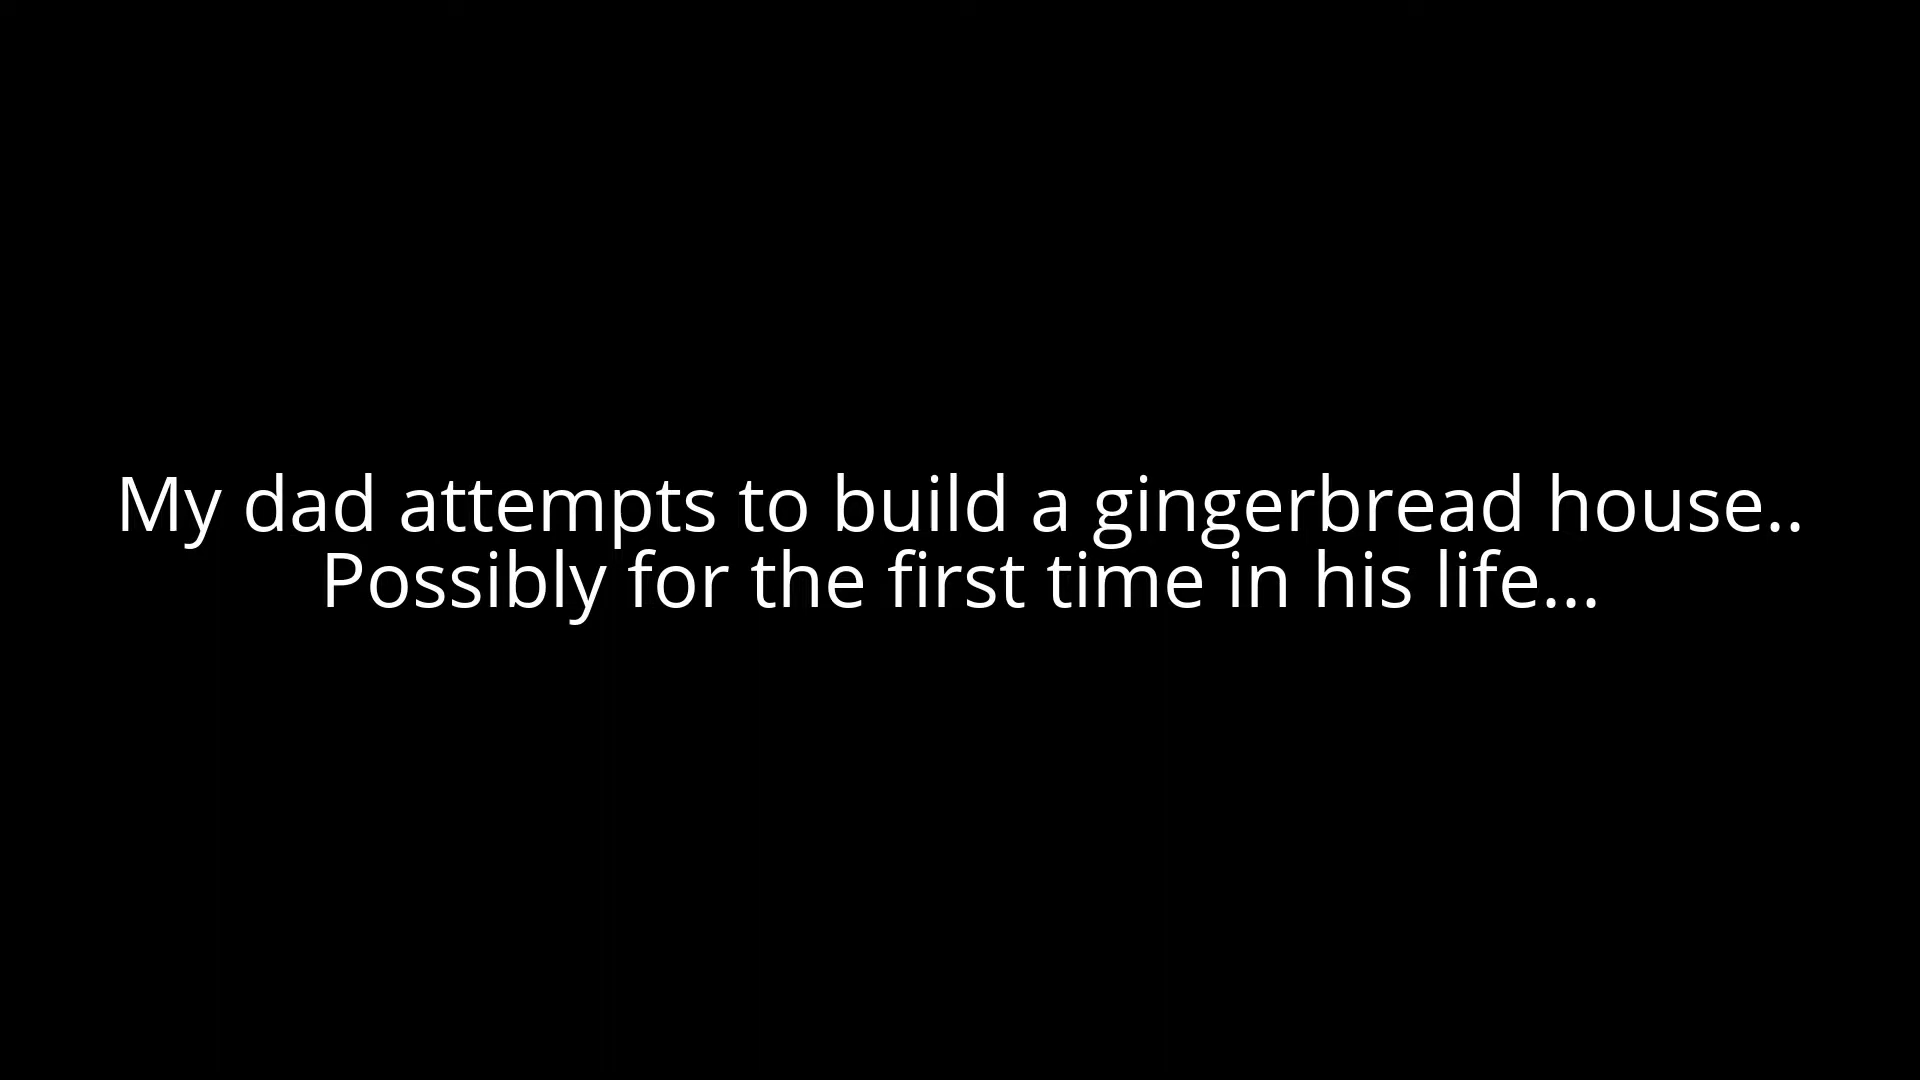 My dad attempts to build a gingerbread house..
Possibly for the first time in his life...